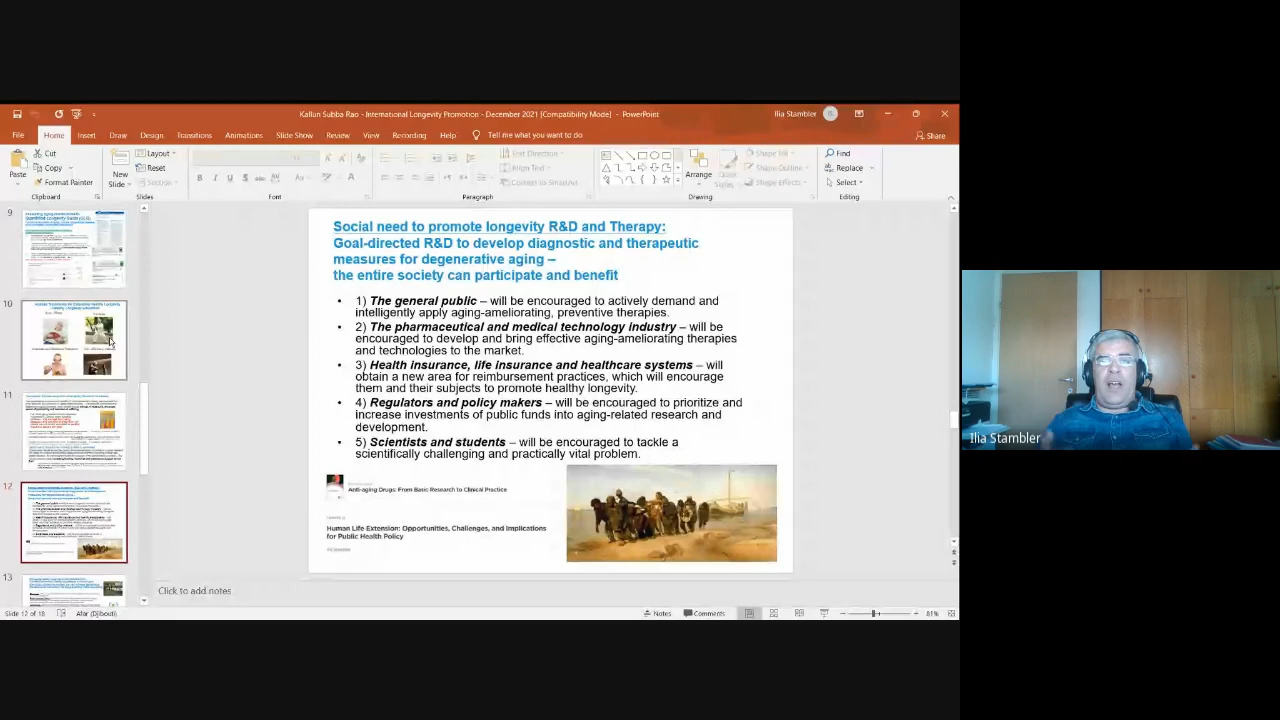 Kallun Subba Rao - International Longevity Promotion - December 2021 [Compatibility Mode] - PowerPoint
Ilia Stambler
File Home Insert Draw Design Transitions Animations Slide Show Review View Recording Help Tell me what you want to do Share
Paste
Cut
Copy
Format Painter
Clipboard
New Slide
Layout
Reset
Section
Slides
Font
Text Direction
Align Text
Convert to SmartArt
Paragraph
Arrange
Shape Fill
Shape Outline
Shape Effects
Drawing
Find
Replace
Select
Editing
9
10
11
12
13
Social need to promote longevity R&D and Therapy:
Goal-directed R&D to develop diagnostic and therapeutic
measures for degenerative aging –
the entire society can participate and benefit
• 1) The general public – will be encouraged to actively demand and
intelligently apply aging-ameliorating, preventive therapies.
• 2) The pharmaceutical and medical technology industry – will be
encouraged to develop and bring effective aging-ameliorating therapies
and technologies to the market.
• 3) Health insurance, life insurance and healthcare systems – will
obtain a new area for reimbursement practices, which will encourage
them and their subjects to promote healthy longevity.
• 4) Regulators and policy makers – will be encouraged to prioritize and
increase investments of public funds into aging-related research and
development.
• 5) Scientists and students – will be encouraged to tackle a
scientifically challenging and practically vital problem.
Anti-aging Drugs: From Basic Research to Clinical Practice
Human Life Extension: Opportunities, Challenges, and Implications
for Public Health Policy
Click to add notes
Slide 12 of 18 Afar (Djibouti) Notes Comments 81%
Ilia Stambler